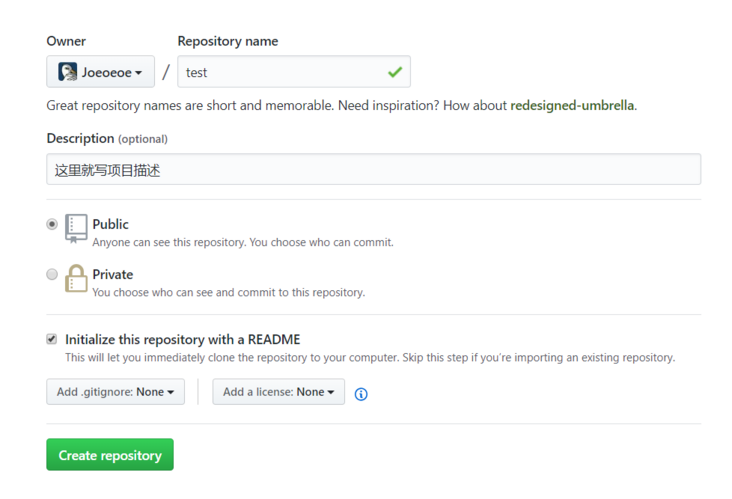 Owner Repository name
Joeoeoe / test
Great repository names are short and memorable. Need inspiration? How about redesigned-umbrella.
Description (optional)
这里就写项目描述
Public
Anyone can see this repository. You choose who can commit.
Private
You choose who can see and commit to this repository.
Initialize this repository with a README
This will let you immediately clone the repository to your computer. Skip this step if you're importing an existing repository.
Add .gitignore: None Add a license: None
Create repository